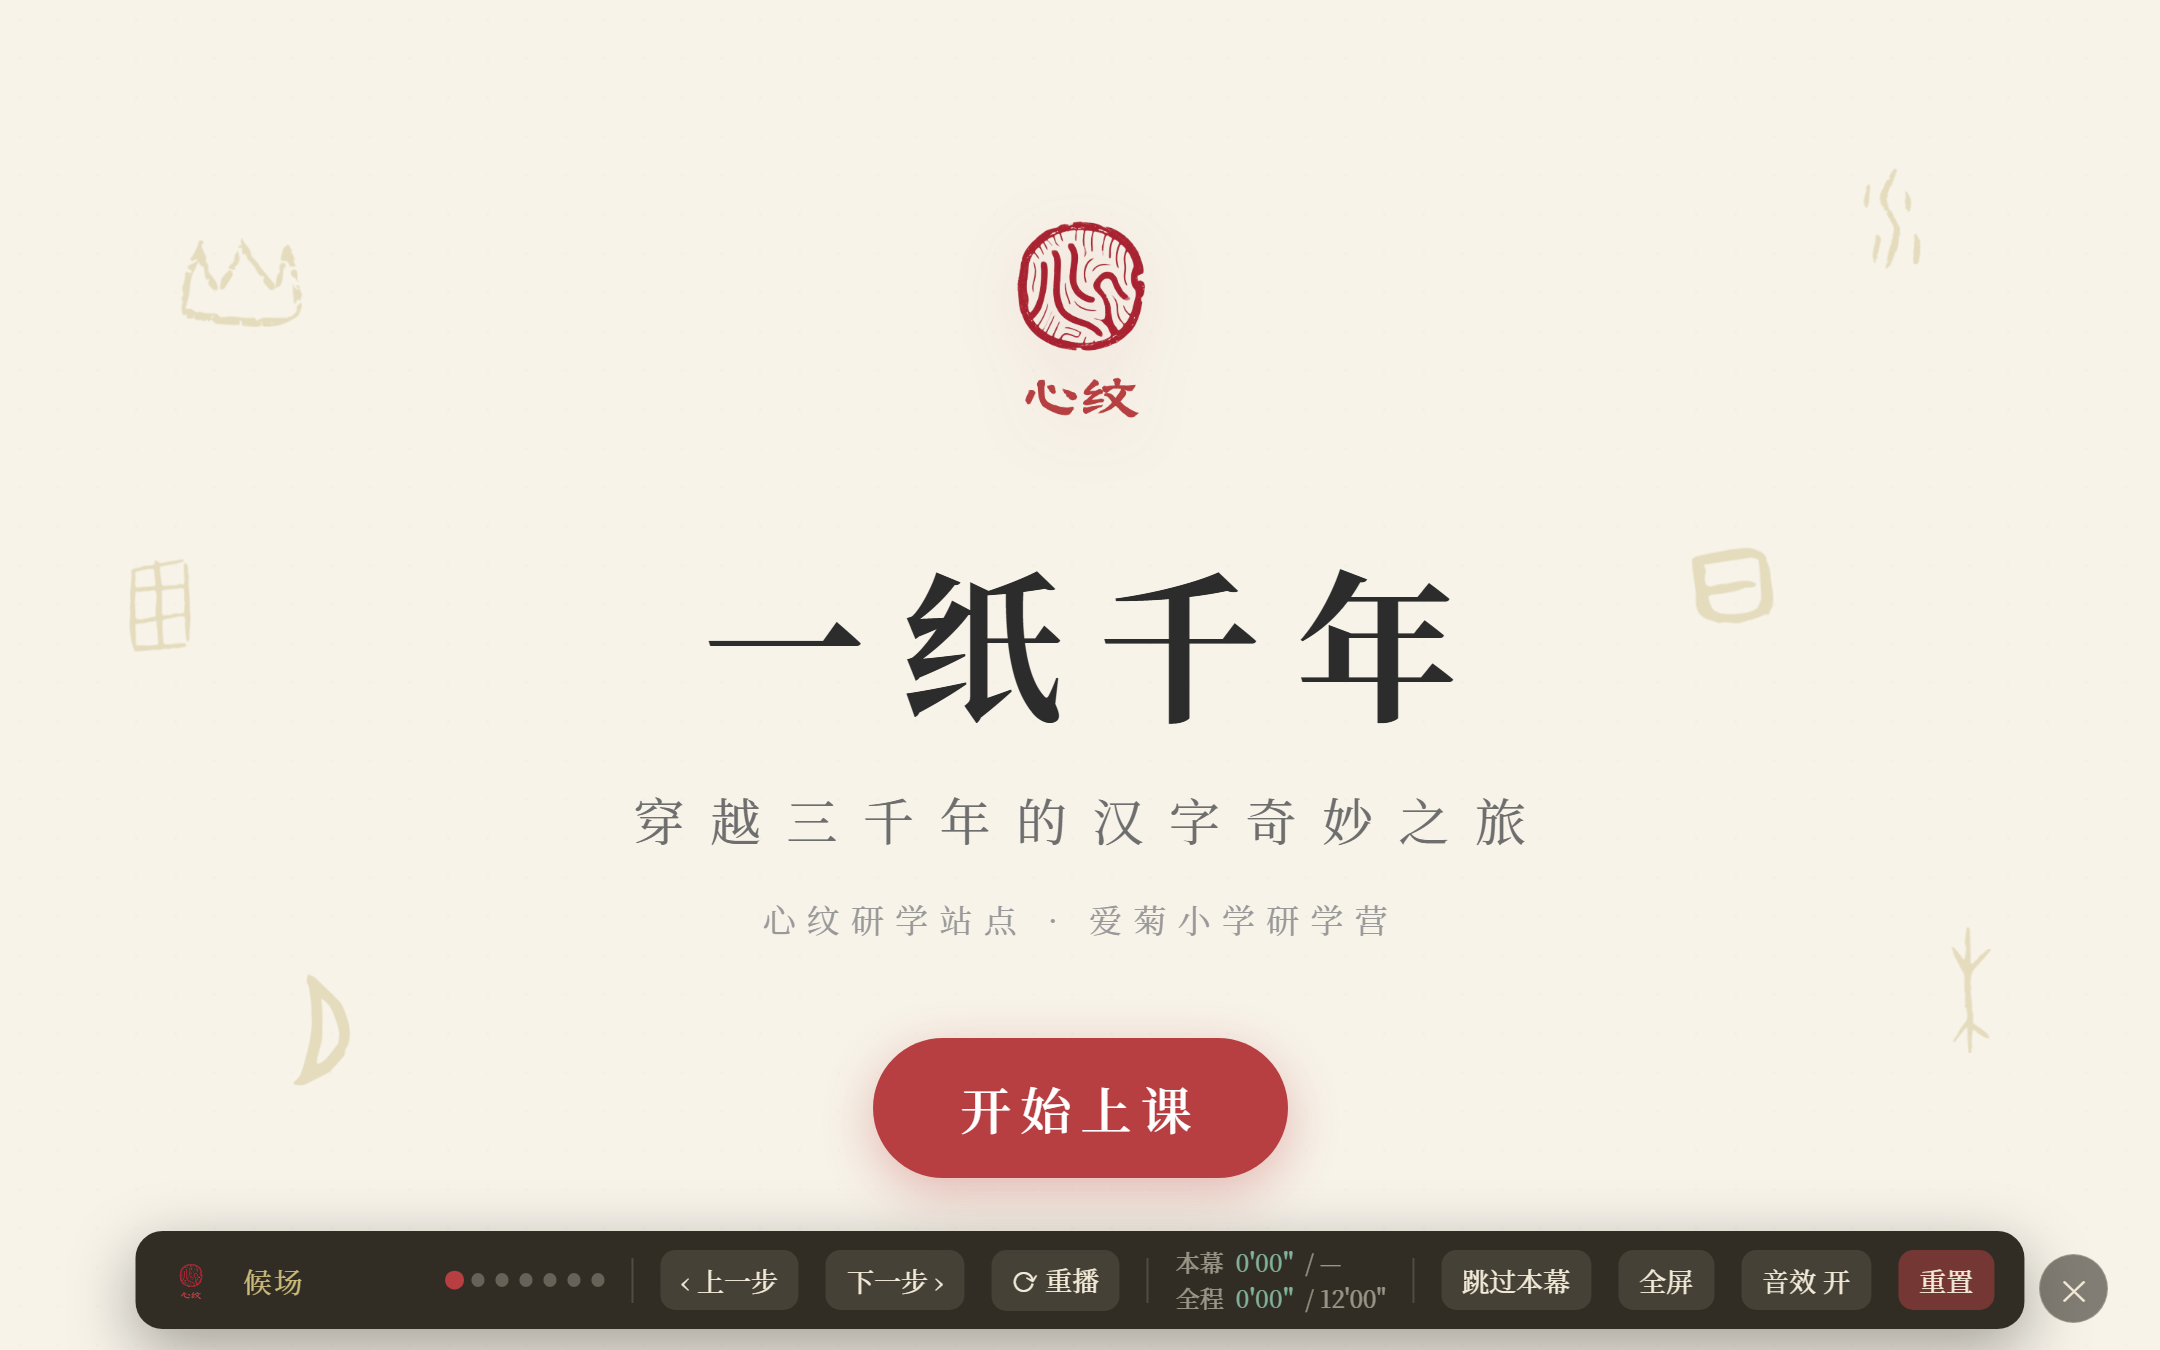 心纹
一纸千年
穿越三千年的汉字奇妙之旅
心纹研学站点 · 爱菊小学研学营
开始上课
心纹
候场
‹ 上一步
下一步 ›
⟳ 重播
本幕 0'00" / —
全程 0'00" / 12'00"
跳过本幕
全屏
音效 开
重置